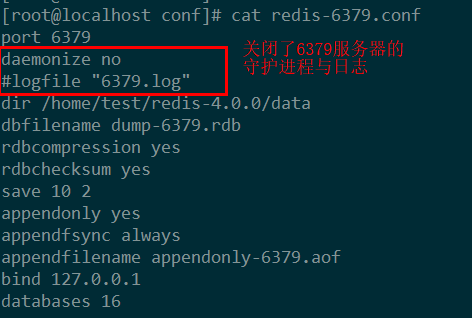 [root@localhost conf]# cat redis-6379.conf
port 6379
daemonize no
#logfile "6379.log"
关闭了6379服务器的
守护进程与日志
dir /home/test/redis-4.0.0/data
dbfilename dump-6379.rdb
rdbcompression yes
rdbchecksum yes
save 10 2
appendonly yes
appendfsync always
appendfilename appendonly-6379.aof
bind 127.0.0.1
databases 16